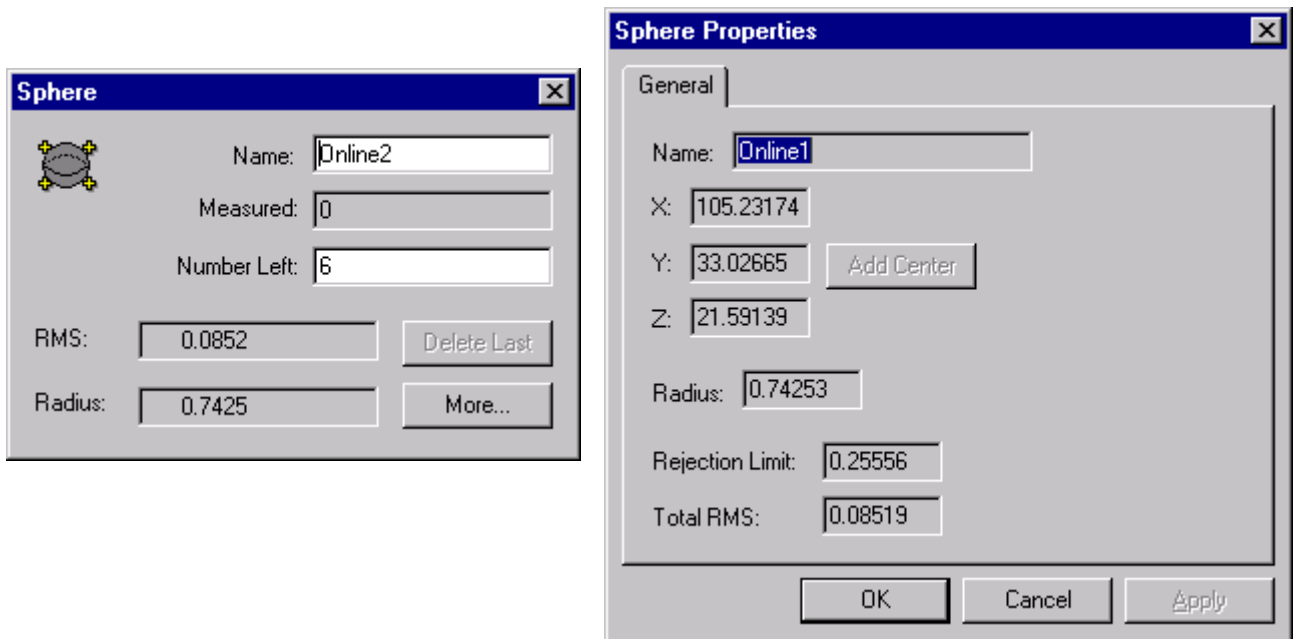 Sphere
Name: Online2
Measured: 0
Number Left: 6
RMS: 0.0852 Delete Last
Radius: 0.7425 More...
Sphere Properties
General
Name: Online1
X: 105.23174
Y: 33.02665 Add Center
Z: 21.59139
Radius: 0.74253
Rejection Limit: 0.25556
Total RMS: 0.08519
OK Cancel Apply